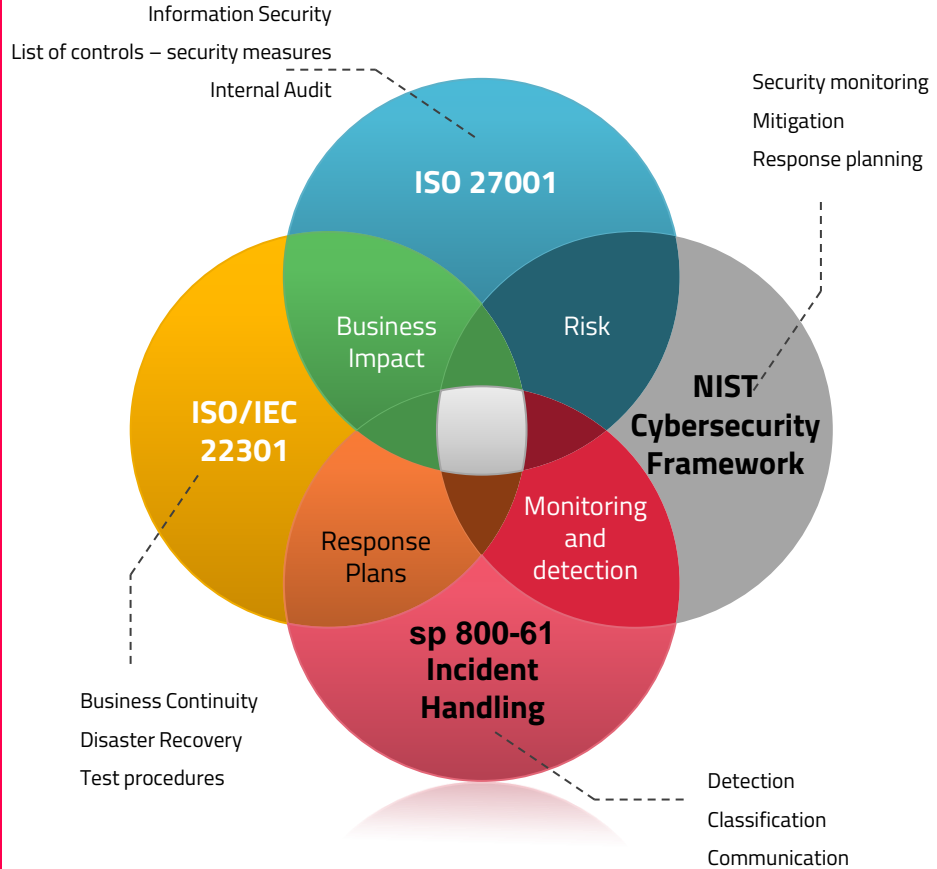 Information Security
List of controls – security measures
Internal Audit
Security monitoring
Mitigation
Response planning
ISO 27001
Business
Impact
Risk
ISO/IEC
22301
NIST
Cybersecurity
Framework
Response
Plans
Monitoring
and
detection
sp 800-61
Incident
Handling
Business Continuity
Disaster Recovery
Test procedures
Detection
Classification
Communication